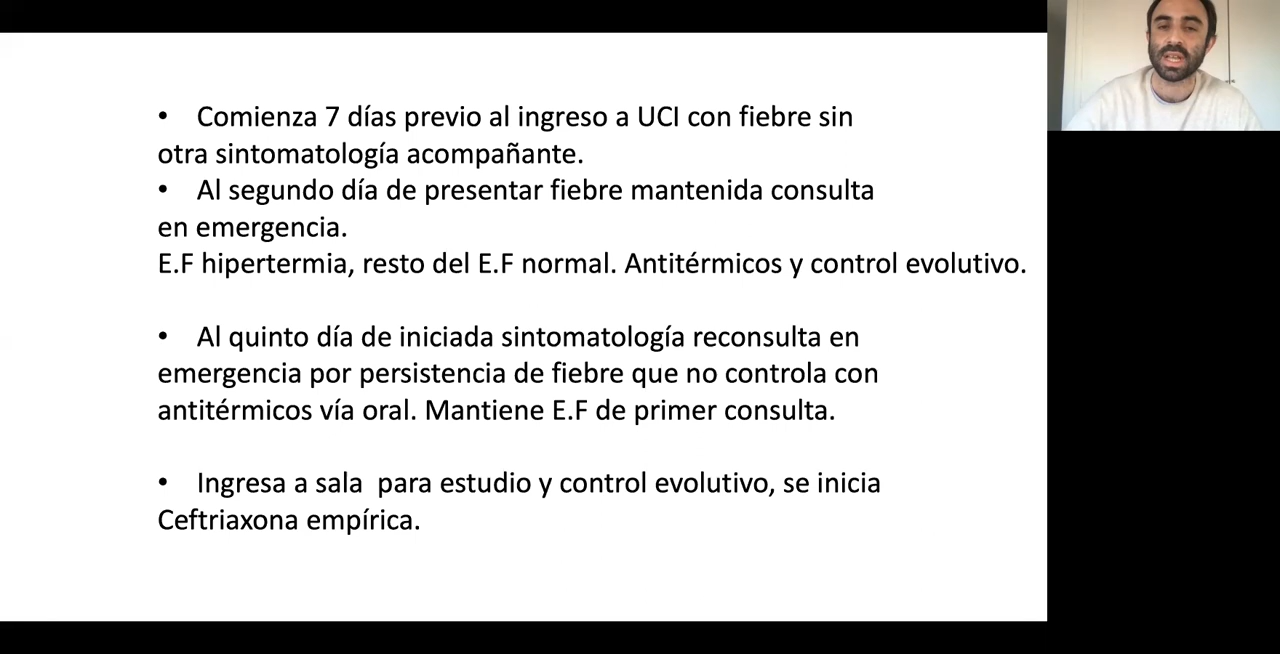 • Comienza 7 días previo al ingreso a UCI con fiebre sin
otra sintomatología acompañante.
• Al segundo día de presentar fiebre mantenida consulta
en emergencia.
E.F hipertermia, resto del E.F normal. Antitérmicos y control evolutivo.
• Al quinto día de iniciada sintomatología reconsulta en
emergencia por persistencia de fiebre que no controla con
antitérmicos vía oral. Mantiene E.F de primer consulta.
• Ingresa a sala  para estudio y control evolutivo, se inicia
Ceftriaxona empírica.